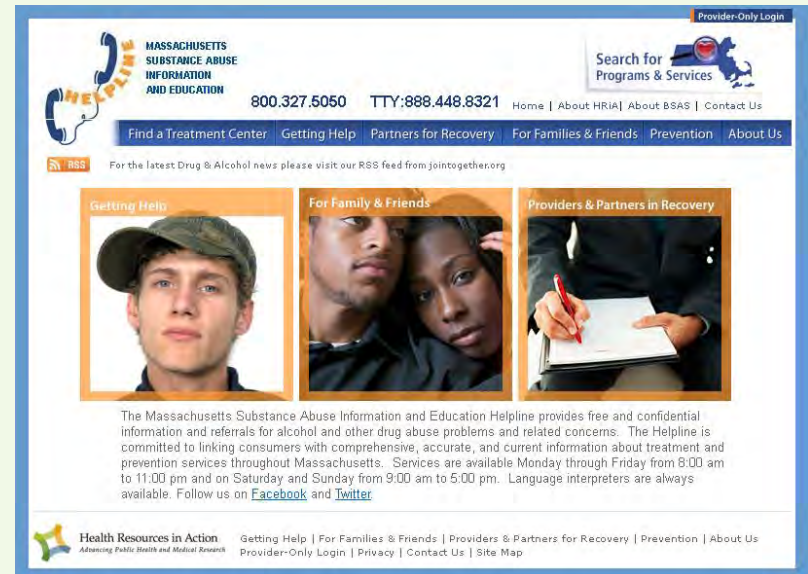 Provider-Only Login
MASSACHUSETTS
SUBSTANCE ABUSE
INFORMATION
AND EDUCATION
HELPLINE
800.327.5050 TTY:888.448.8321
Search for
Programs & Services
Home | About HRiA| About BSAS | Contact Us
Find a Treatment Center Getting Help Partners for Recovery For Families & Friends Prevention About Us
RSS For the latest Drug & Alcohol news please visit our RSS feed from jointogether.org
Getting Help
For Family & Friends
Providers & Partners in Recovery
The Massachusetts Substance Abuse Information and Education Helpline provides free and confidential
information and referrals for alcohol and other drug abuse problems and related concerns. The Helpline is
committed to linking consumers with comprehensive, accurate, and current information about treatment and
prevention services throughout Massachusetts. Services are available Monday through Friday from 8:00 am
to 11:00 pm and on Saturday and Sunday from 9:00 am to 5:00 pm. Language interpreters are always
available. Follow us on Facebook and Twitter.
Health Resources in Action
Advancing Public Health and Medical Research
Getting Help | For Families & Friends | Providers & Partners for Recovery | Prevention | About Us
Provider-Only Login | Privacy | Contact Us | Site Map